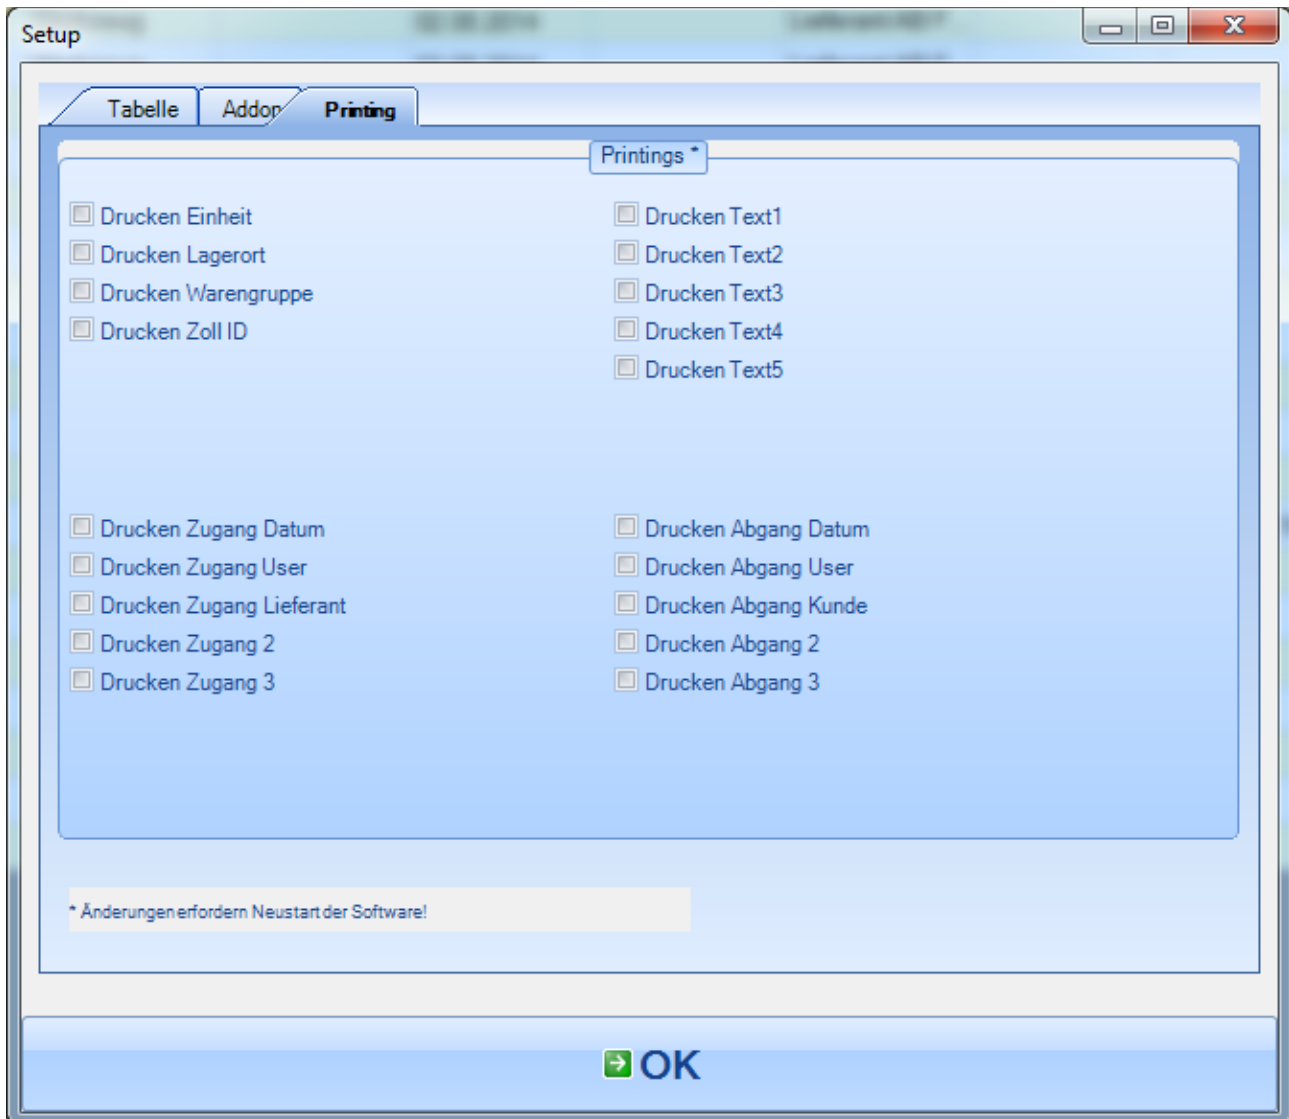 Setup
Tabelle Addon Printing
Printings *
Drucken Einheit
Drucken Lagerort
Drucken Warengruppe
Drucken Zoll ID
Drucken Text1
Drucken Text2
Drucken Text3
Drucken Text4
Drucken Text5
Drucken Zugang Datum
Drucken Zugang User
Drucken Zugang Lieferant
Drucken Zugang 2
Drucken Zugang 3
Drucken Abgang Datum
Drucken Abgang User
Drucken Abgang Kunde
Drucken Abgang 2
Drucken Abgang 3
* Änderungen erfordern Neustart der Software!
OK